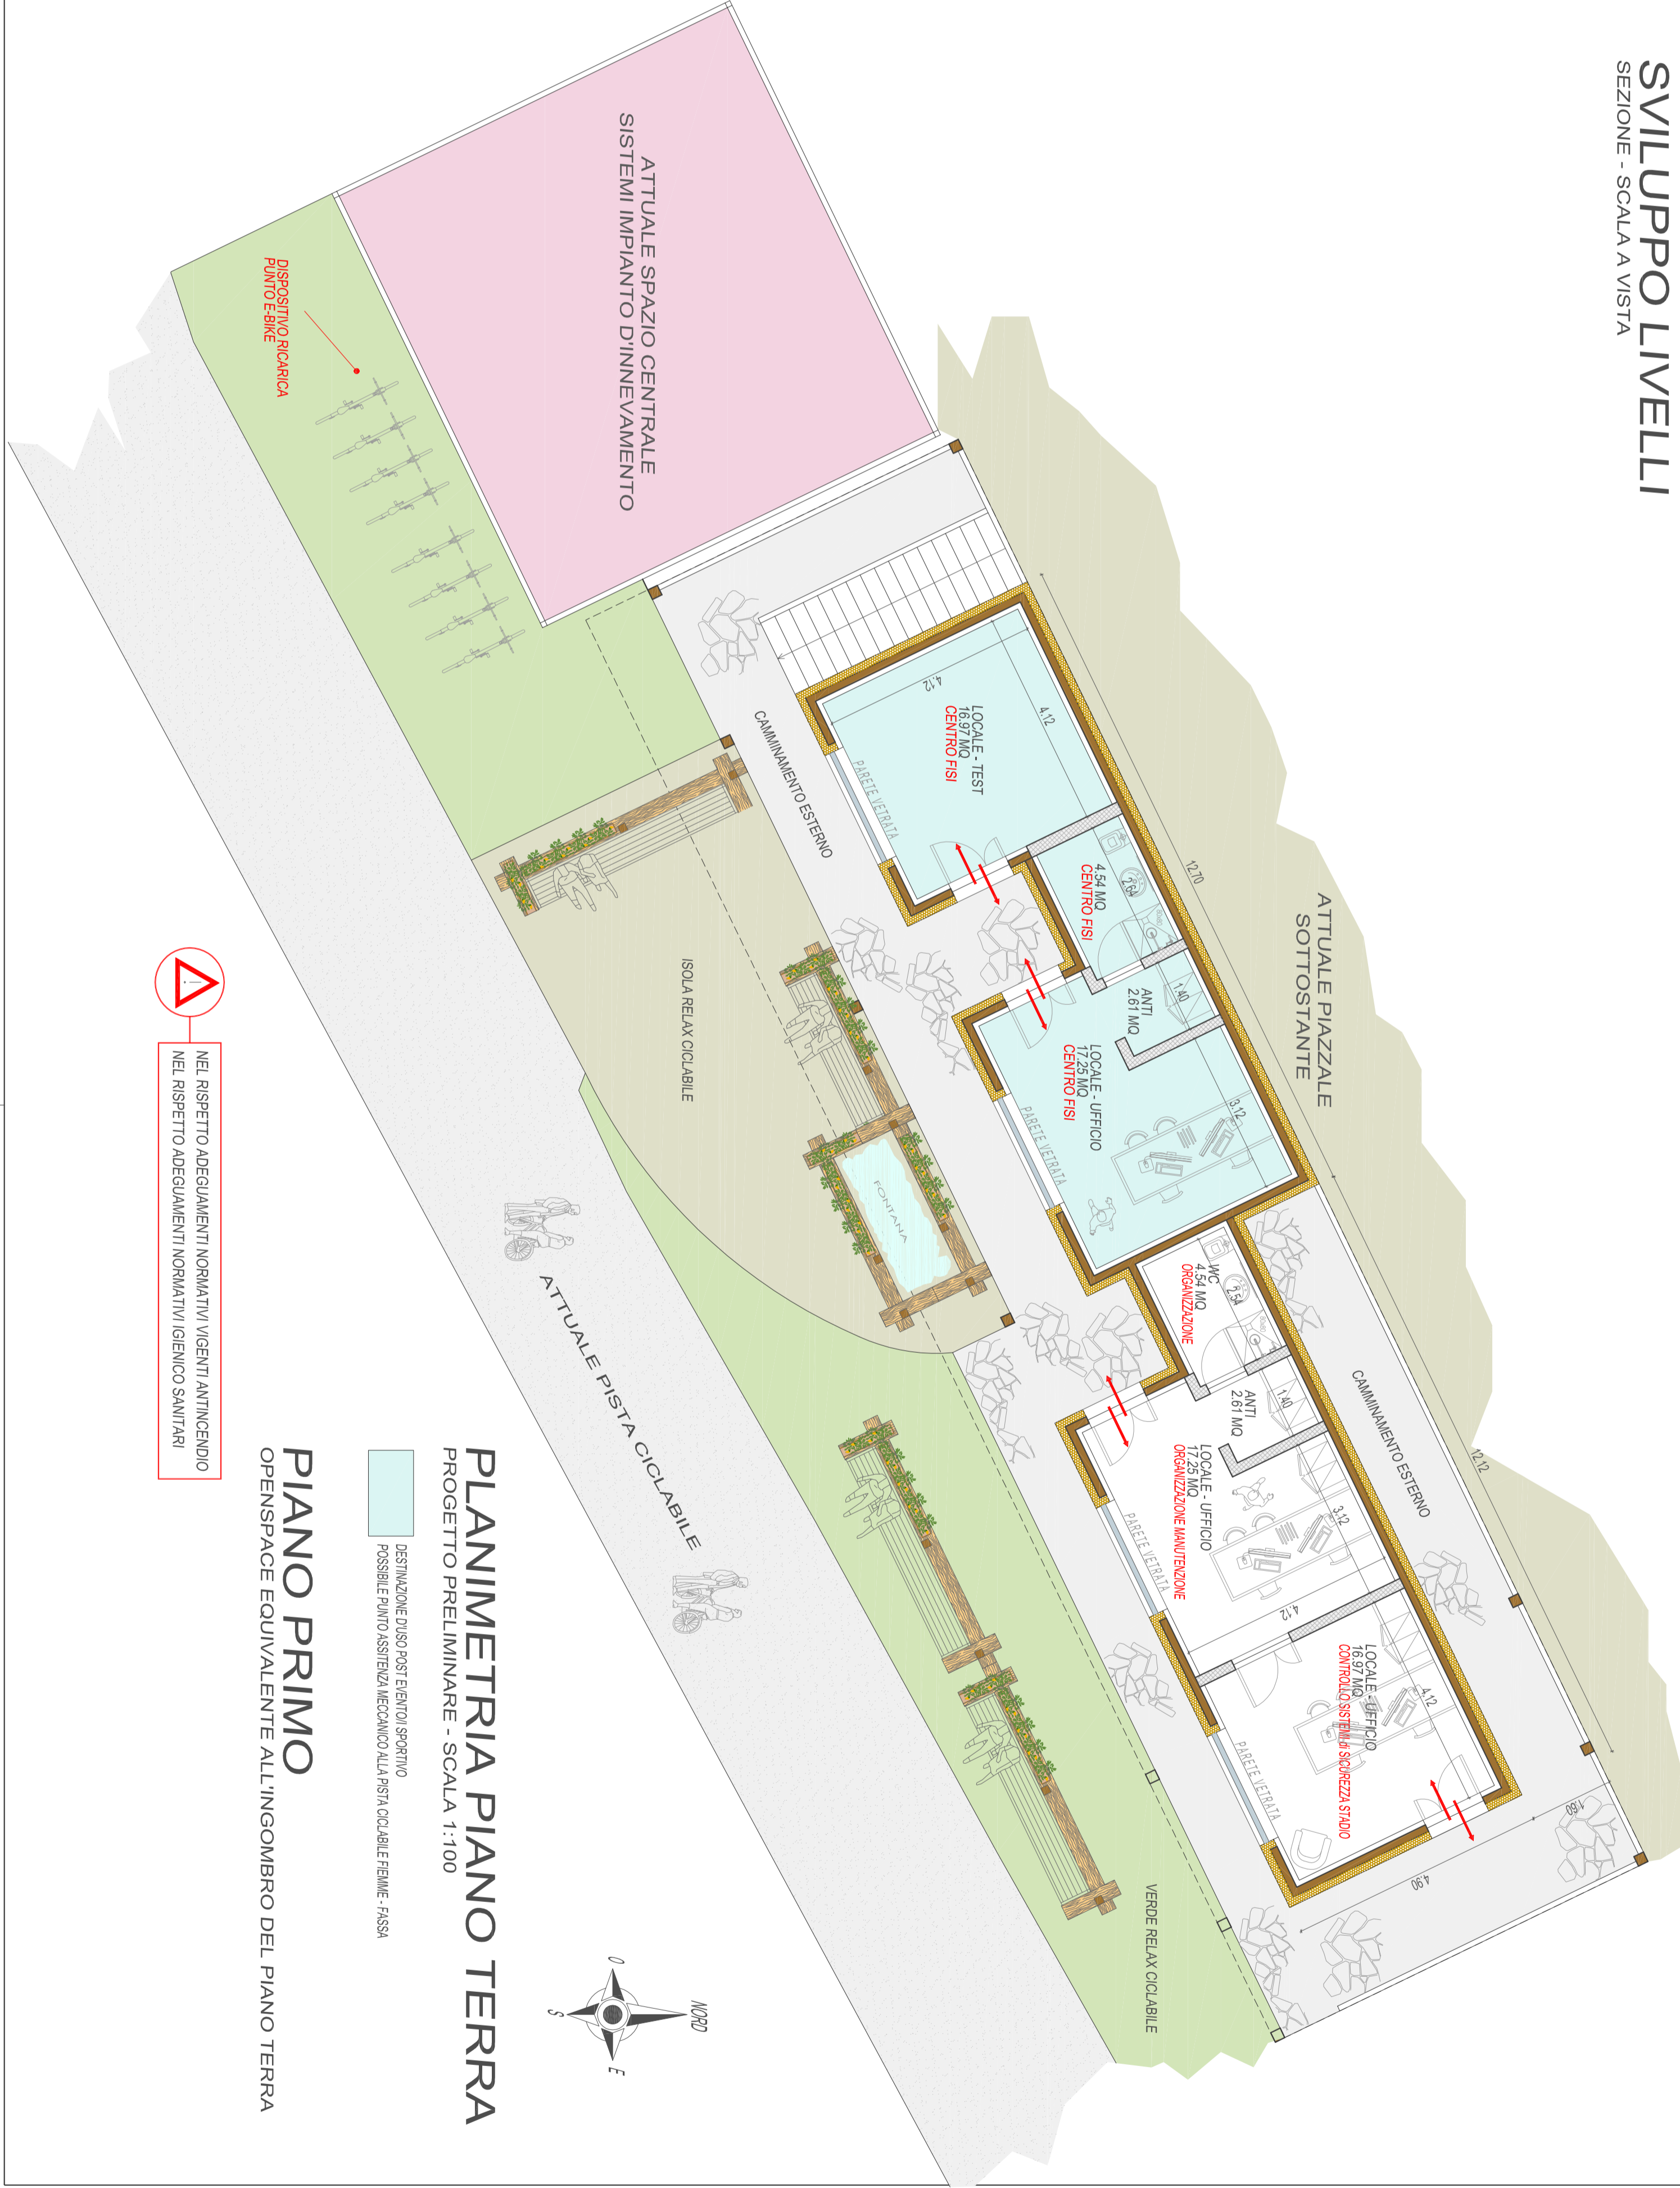 SVILUPPO LIVELLI
SEZIONE - SCALA A VISTA
ATTUALE SPAZIO CENTRALE
SISTEMI IMPIANTO D'INNEVAMENTO
DISPOSITIVO RICARICA
PUNTO E-BIKE
ATTUALE PIAZZALE
SOTTOSTANTE
12.70
12.12
CAMMINAMENTO ESTERNO
4.12
4.12
LOCALE - TEST
16.97 MQ
CENTRO FISI
PARETE VETRATA
2.64
4.54 MQ
CENTRO FISI
1.40
ANTI
2.61 MQ
3.12
LOCALE - UFFICIO
17.25 MQ
CENTRO FISI
PARETE VETRATA
2.54
WC
4.54 MQ
ORGANIZZAZIONE
1.40
ANTI
2.61 MQ
3.12
LOCALE - UFFICIO
17.25 MQ
ORGANIZZAZIONE MANUTENZIONE
4.12
PARETE VETRATA
4.12
LOCALE - UFFICIO
16.97 MQ
CONTROLLO SISTEMI di SICUREZZA STADIO
PARETE VETRATA
1.60
4.90
CAMMINAMENTO ESTERNO
ISOLA RELAX CICLABILE
FONTANA
VERDE RELAX CICLABILE
ATTUALE PISTA CICLABILE
NORD
O
E
S
PLANIMETRIA PIANO TERRA
PROGETTO PRELIMINARE - SCALA 1:100
DESTINAZIONE D'USO POST EVENTO/I SPORTIVO
POSSIBILE PUNTO ASSITENZA MECCANICO ALLA PISTA CICLABILE FIEMME - FASSA
PIANO PRIMO
OPENSPACE EQUIVALENTE ALL'INGOMBRO DEL PIANO TERRA
!
NEL RISPETTO ADEGUAMENTI NORMATIVI VIGENTI ANTINCENDIO
NEL RISPETTO ADEGUAMENTI NORMATIVI IGIENICO SANITARI